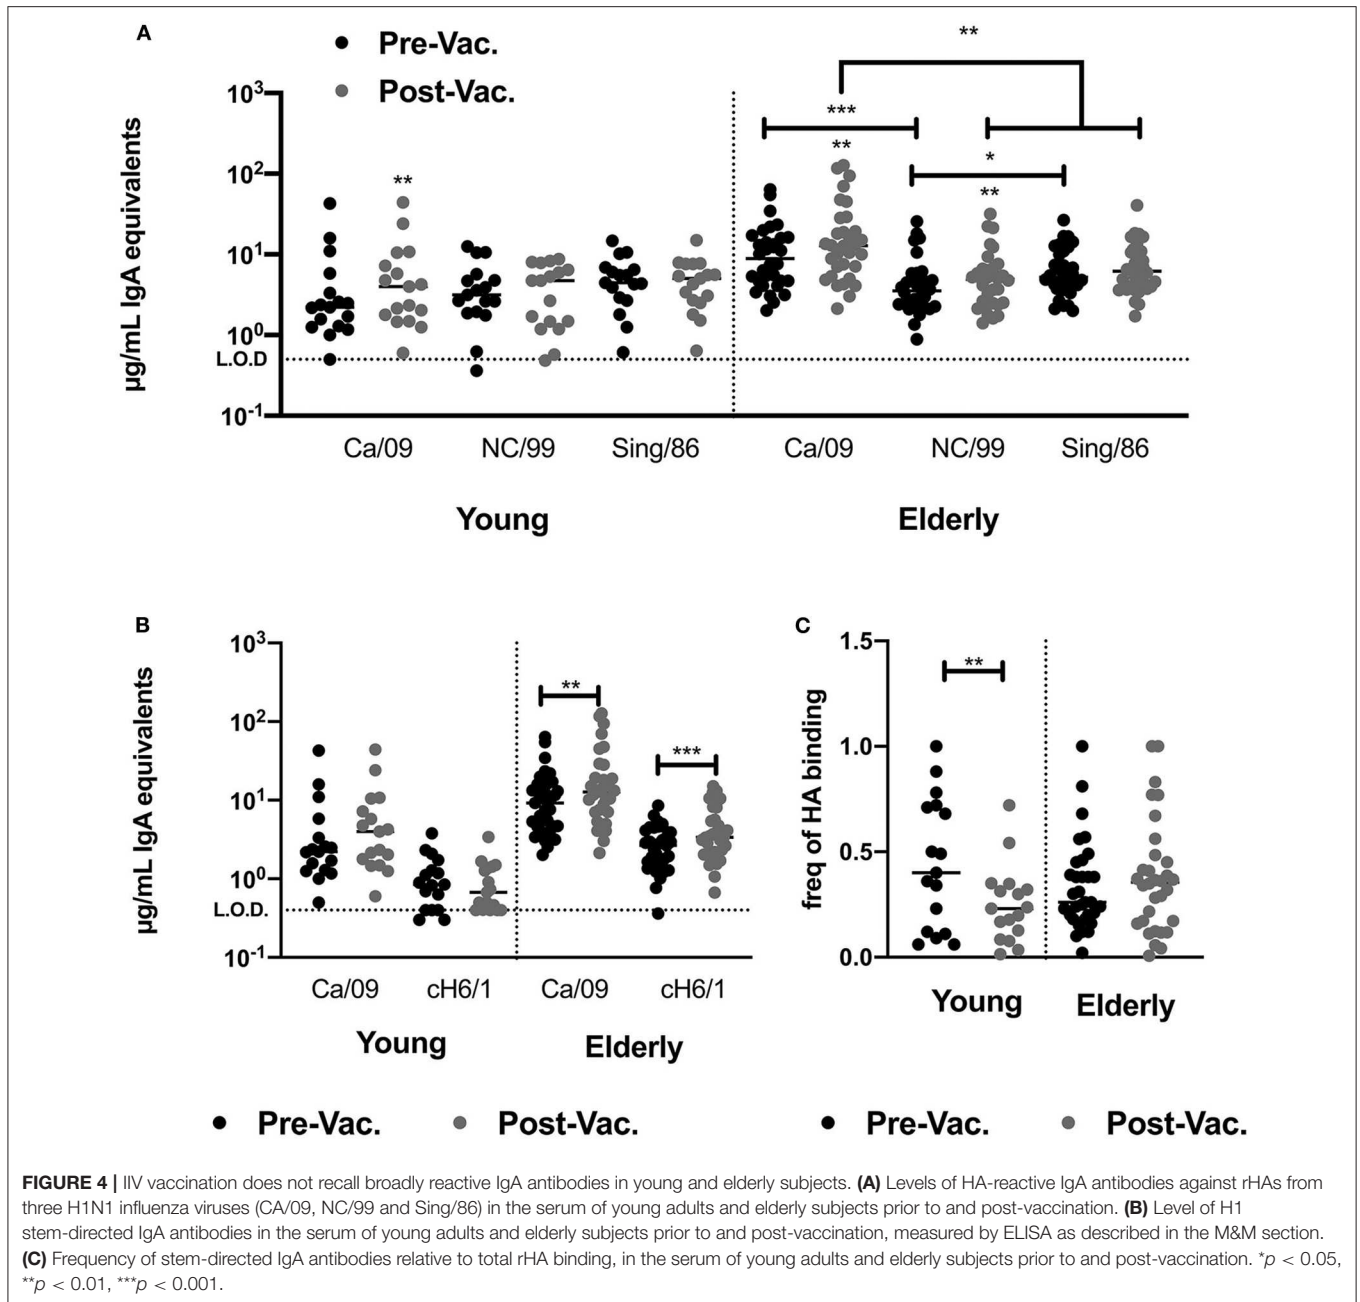 A
Pre-Vac.
Post-Vac.
**
µg/mL IgA equivalents
10³
10²
10¹
10⁰
L.O.D
10⁻¹
**
***
**
*
**
Ca/09 NC/99 Sing/86 Ca/09 NC/99 Sing/86
Young Elderly
B
µg/mL IgA equivalents
10³
10²
10¹
10⁰
L.O.D.
10⁻¹
**
***
Ca/09 cH6/1 Ca/09 cH6/1
Young Elderly
Pre-Vac. Post-Vac.
C
freq of HA binding
1.5
1.0
0.5
0.0
**
Young Elderly
Pre-Vac. Post-Vac.
FIGURE 4 | IIV vaccination does not recall broadly reactive IgA antibodies in young and elderly subjects. (A) Levels of HA-reactive IgA antibodies against rHAs from
three H1N1 influenza viruses (CA/09, NC/99 and Sing/86) in the serum of young adults and elderly subjects prior to and post-vaccination. (B) Level of H1
stem-directed IgA antibodies in the serum of young adults and elderly subjects prior to and post-vaccination, measured by ELISA as described in the M&M section.
(C) Frequency of stem-directed IgA antibodies relative to total rHA binding, in the serum of young adults and elderly subjects prior to and post-vaccination. *p < 0.05,
**p < 0.01, ***p < 0.001.